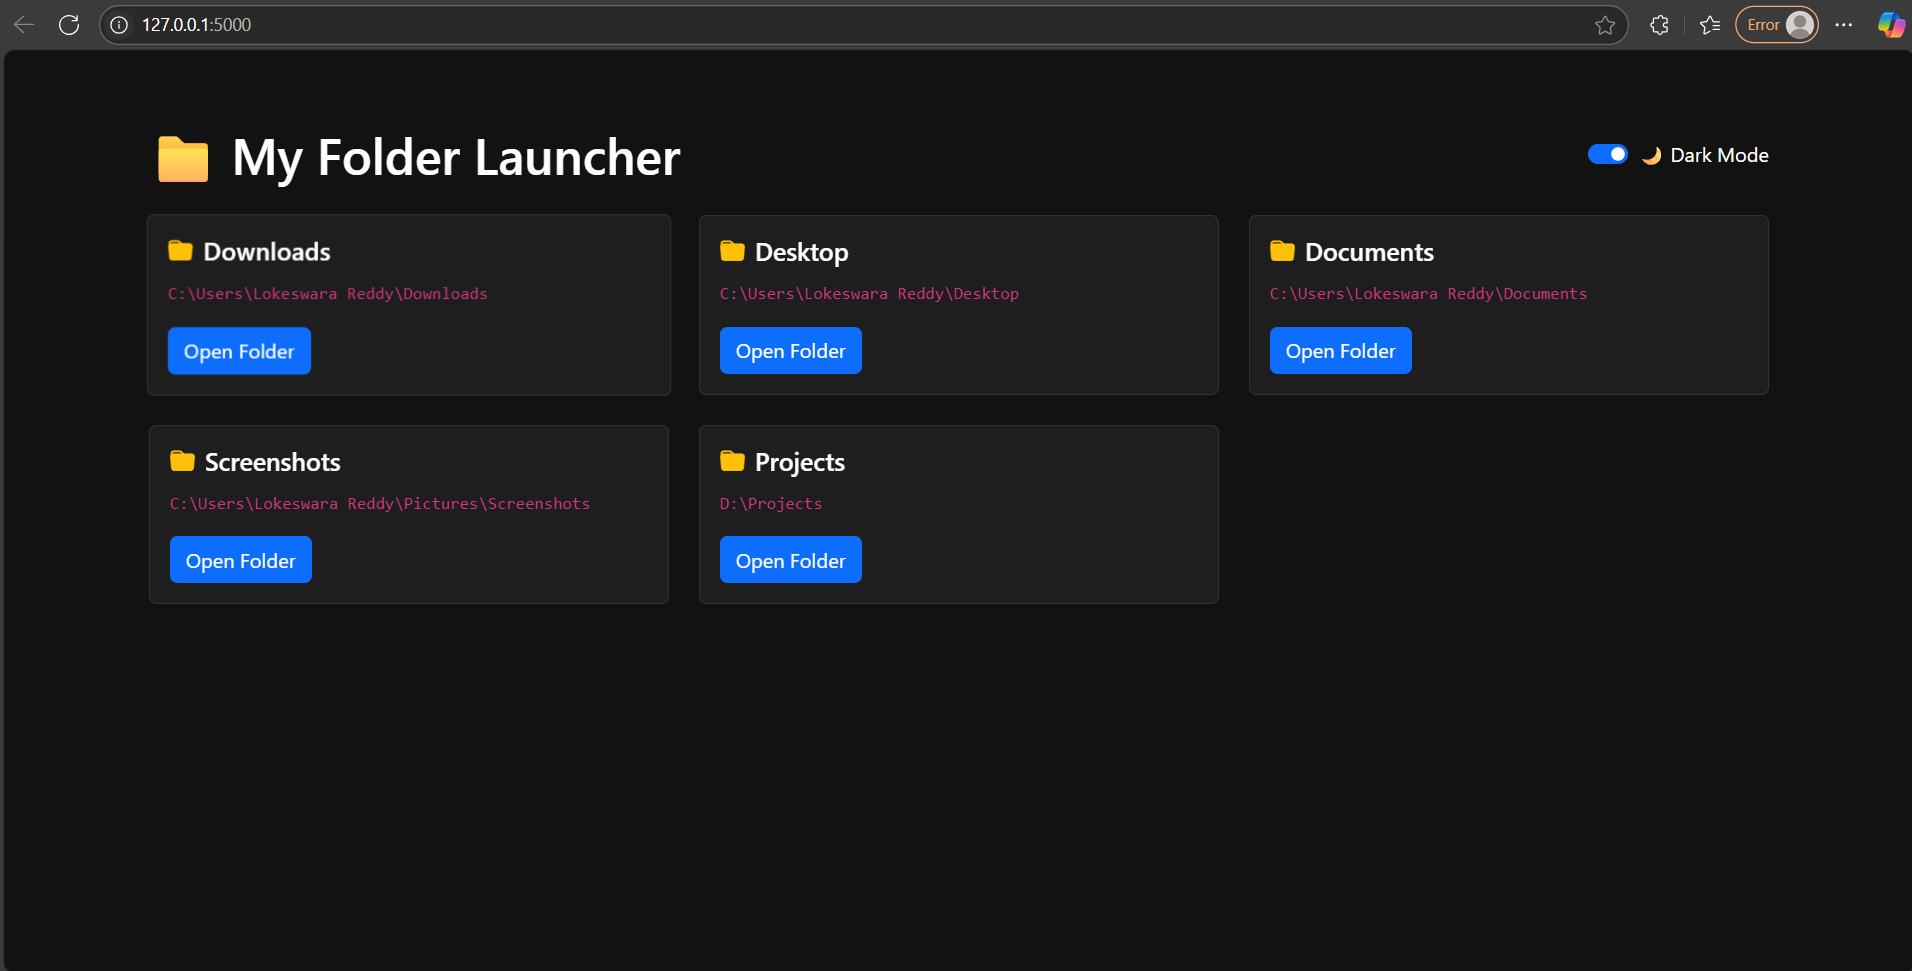 127.0.0.1:5000
Error
My Folder Launcher
Dark Mode
Downloads
C:\Users\Lokeswara Reddy\Downloads
Open Folder
Desktop
C:\Users\Lokeswara Reddy\Desktop
Open Folder
Documents
C:\Users\Lokeswara Reddy\Documents
Open Folder
Screenshots
C:\Users\Lokeswara Reddy\Pictures\Screenshots
Open Folder
Projects
D:\Projects
Open Folder